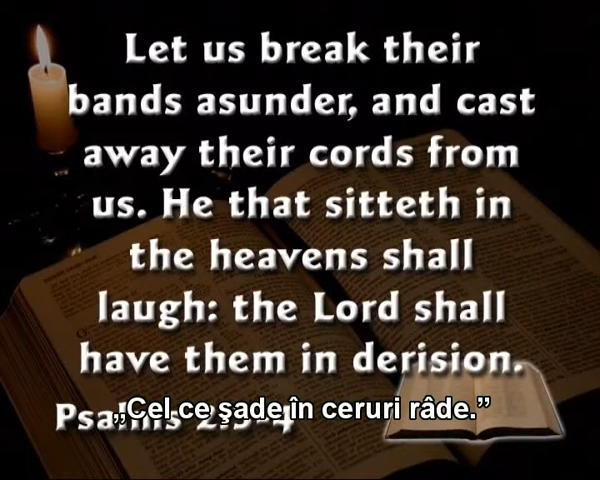 Let us break their
bands asunder, and cast
away their cords from
us. He that sitteth in
the heavens shall
laugh: the Lord shall
have them in derision.
Psalms 2:3-4
„Cel ce şade în ceruri râde.”